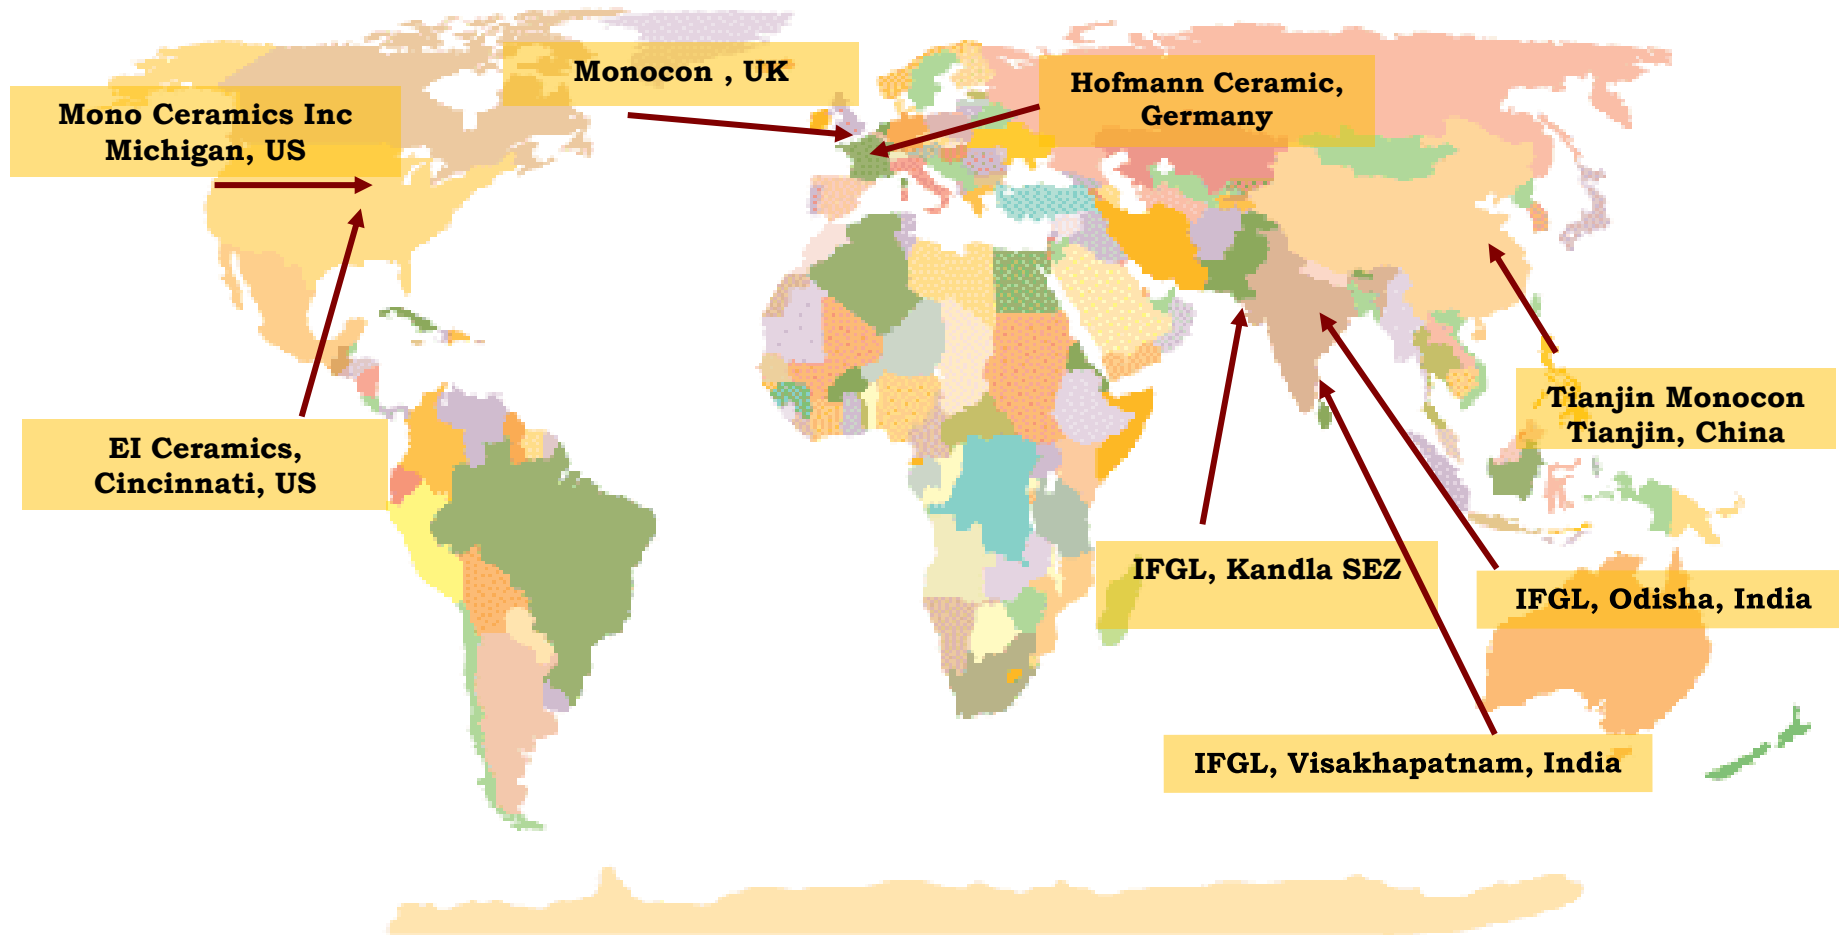 Monocon , UK
Hofmann Ceramic,
Germany
Mono Ceramics Inc
Michigan, US
Tianjin Monocon
Tianjin, China
EI Ceramics,
Cincinnati, US
IFGL, Kandla SEZ
IFGL, Odisha, India
IFGL, Visakhapatnam, India